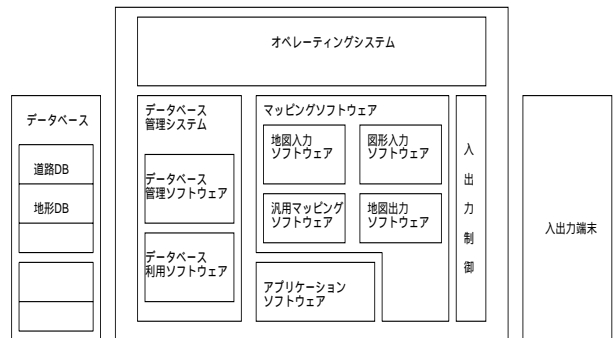 オペレーティングシステム
データベース
道路DB
地形DB
データベース
管理システム
データベース
管理ソフトウェア
データベース
利用ソフトウェア
マッピングソフトウェア
地図入力
ソフトウェア
図形入力
ソフトウェア
汎用マッピング
ソフトウェア
地図出力
ソフトウェア
アプリケーション
ソフトウェア
入出力制御
入出力端末